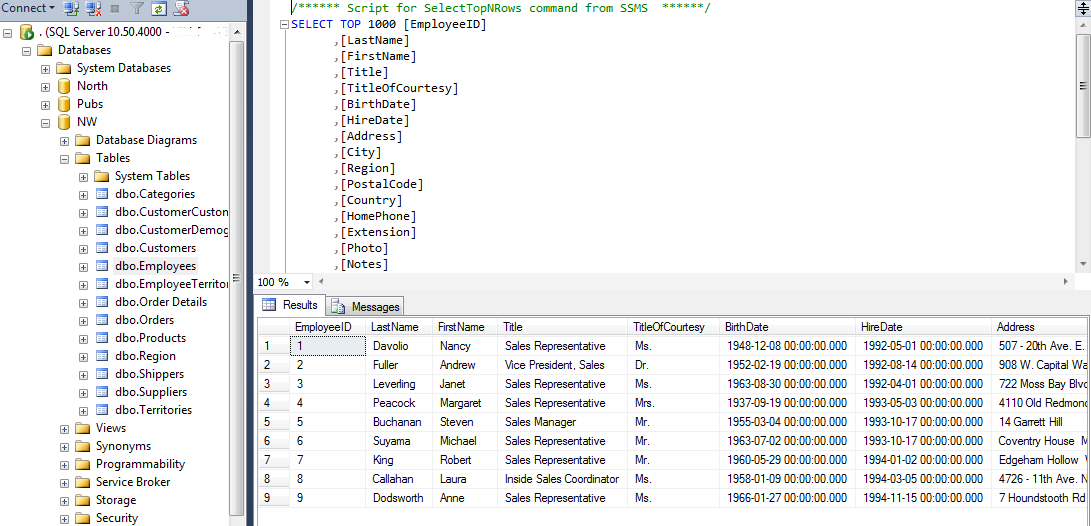 Connect
. (SQL Server 10.50.4000 -
Databases
System Databases
North
Pubs
NW
Database Diagrams
Tables
System Tables
dbo.Categories
dbo.CustomerCustom
dbo.CustomerDemog
dbo.Customers
dbo.Employees
dbo.EmployeeTerritor
dbo.Order Details
dbo.Orders
dbo.Products
dbo.Region
dbo.Shippers
dbo.Suppliers
dbo.Territories
Views
Synonyms
Programmability
Service Broker
Storage
Security
/****** Script for SelectTopNRows command from SSMS  ******/
SELECT TOP 1000 [EmployeeID]
,[LastName]
,[FirstName]
,[Title]
,[TitleOfCourtesy]
,[BirthDate]
,[HireDate]
,[Address]
,[City]
,[Region]
,[PostalCode]
,[Country]
,[HomePhone]
,[Extension]
,[Photo]
,[Notes]
100 %
Results Messages
EmployeeID LastName FirstName Title TitleOfCourtesy BirthDate HireDate Address
1 1 Davolio Nancy Sales Representative Ms. 1948-12-08 00:00:00.000 1992-05-01 00:00:00.000 507 - 20th Ave. E.
2 2 Fuller Andrew Vice President, Sales Dr. 1952-02-19 00:00:00.000 1992-08-14 00:00:00.000 908 W. Capital Wa
3 3 Leverling Janet Sales Representative Ms. 1963-08-30 00:00:00.000 1992-04-01 00:00:00.000 722 Moss Bay Blvd
4 4 Peacock Margaret Sales Representative Mrs. 1937-09-19 00:00:00.000 1993-05-03 00:00:00.000 4110 Old Redmond
5 5 Buchanan Steven Sales Manager Mr. 1955-03-04 00:00:00.000 1993-10-17 00:00:00.000 14 Garrett Hill
6 6 Suyama Michael Sales Representative Mr. 1963-07-02 00:00:00.000 1993-10-17 00:00:00.000 Coventry House M
7 7 King Robert Sales Representative Mr. 1960-05-29 00:00:00.000 1994-01-02 00:00:00.000 Edgeham Hollow W
8 8 Callahan Laura Inside Sales Coordinator Ms. 1958-01-09 00:00:00.000 1994-03-05 00:00:00.000 4726 - 11th Ave. N
9 9 Dodsworth Anne Sales Representative Ms. 1966-01-27 00:00:00.000 1994-11-15 00:00:00.000 7 Houndstooth Rd